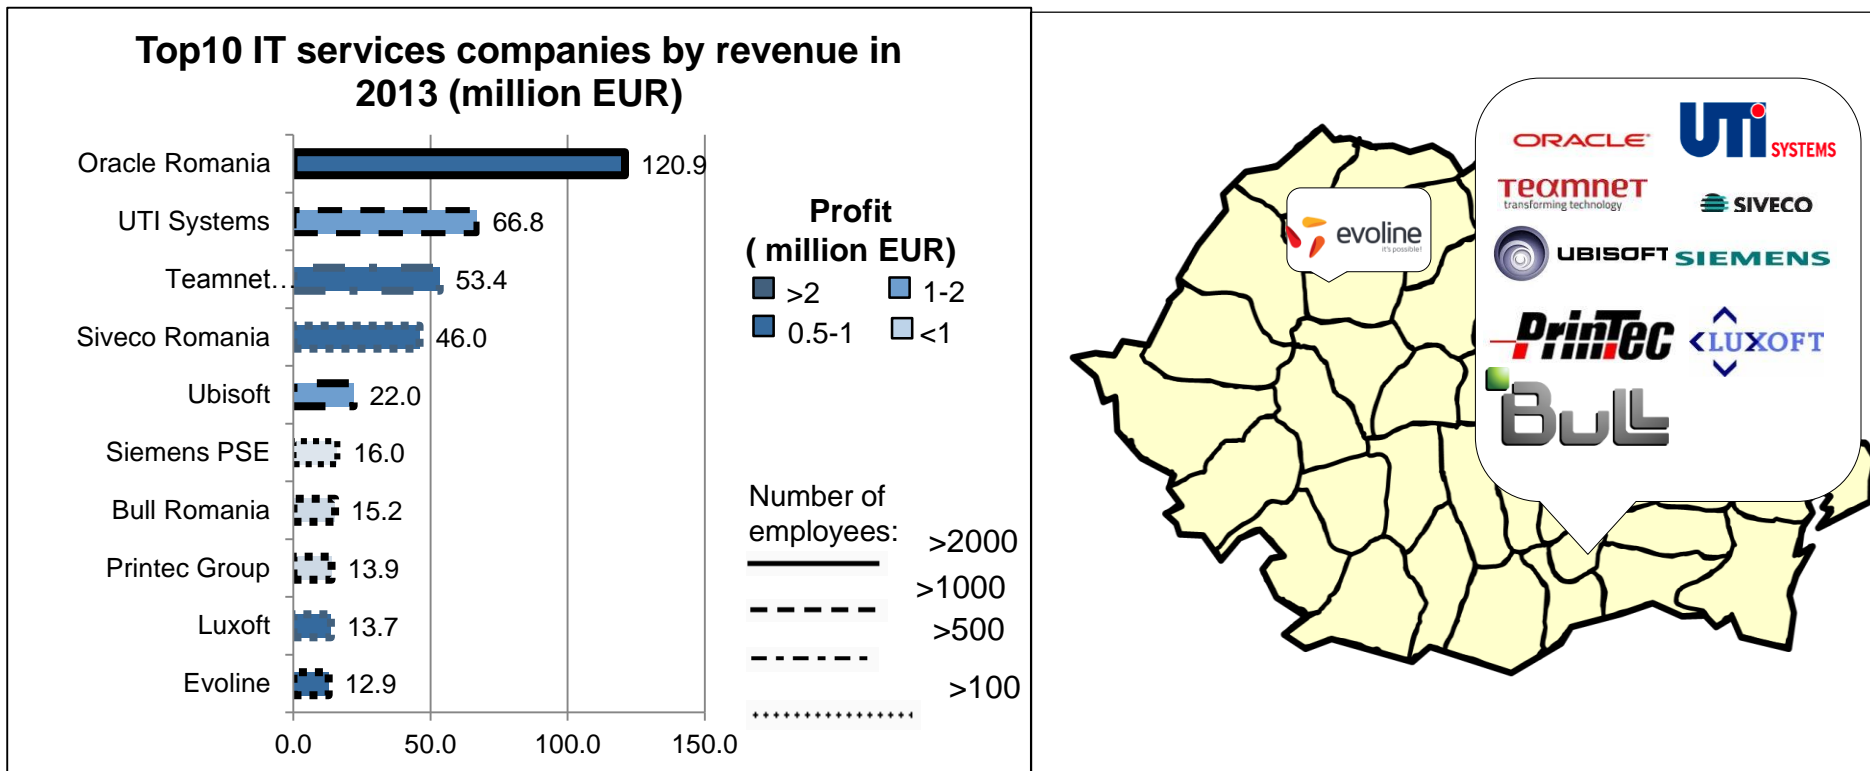 Top10 IT services companies by revenue in
2013 (million EUR)
Oracle Romania
120.9
UTI Systems
66.8
Teamnet…
53.4
Siveco Romania
46.0
Ubisoft
22.0
Siemens PSE
16.0
Bull Romania
15.2
Printec Group
13.9
Luxoft
13.7
Evoline
12.9
0.0 50.0 100.0 150.0
Profit
( million EUR)
>2 1-2
0.5-1 <1
Number of
employees:
>2000
>1000
>500
>100
evoline
it's possible!
ORACLE
UTi SYSTEMS
Teamnet
transforming technology
SIVECO
UBISOFT
SIEMENS
PrinTec
LUXOFT
Bull